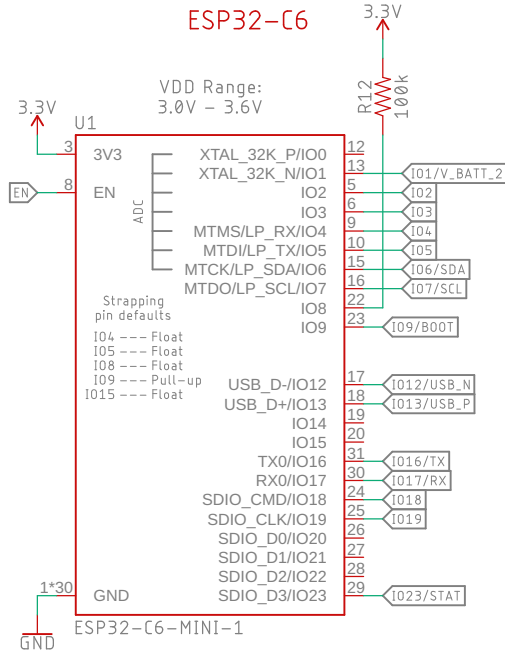 ESP32-C6
3.3V
VDD Range:
3.0V – 3.6V
R12
100k
3.3V
U1
3
3V3
8
EN
EN
ADC
XTAL_32K_P/IO0
12
XTAL_32K_N/IO1
13
IO1/V_BATT_2
IO2
5
IO2
IO3
6
IO3
MTMS/LP_RX/IO4
9
IO4
MTDI/LP_TX/IO5
10
IO5
MTCK/LP_SDA/IO6
15
IO6/SDA
MTDO/LP_SCL/IO7
16
IO7/SCL
IO8
22
IO9
23
IO9/BOOT
Strapping
pin defaults
IO4 --- Float
IO5 --- Float
IO8 --- Float
IO9 --- Pull-up
IO15 --- Float
USB_D-/IO12
17
IO12/USB_N
USB_D+/IO13
18
IO13/USB_P
IO14
19
IO15
20
TX0/IO16
31
IO16/TX
RX0/IO17
30
IO17/RX
SDIO_CMD/IO18
24
IO18
SDIO_CLK/IO19
25
IO19
SDIO_D0/IO20
26
SDIO_D1/IO21
27
SDIO_D2/IO22
28
SDIO_D3/IO23
29
IO23/STAT
1*30
GND
GND
ESP32-C6-MINI-1